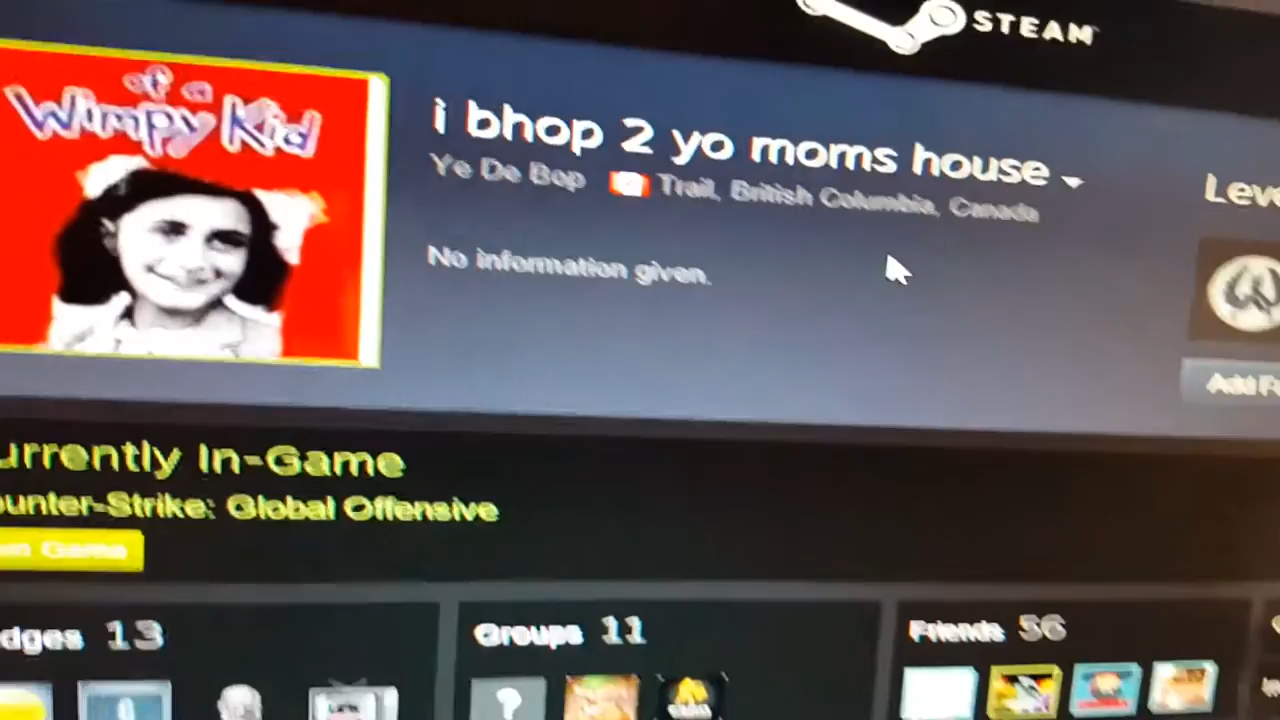 STEAM
of a
Wimpy Kid
i bhop 2 yo moms house
Ye De Bop Trail, British Columbia, Canada
No information given.
urrently In-Game
ounter-Strike: Global Offensive
Game
dges 13
Groups 11
Friends 56
Leve
Add F